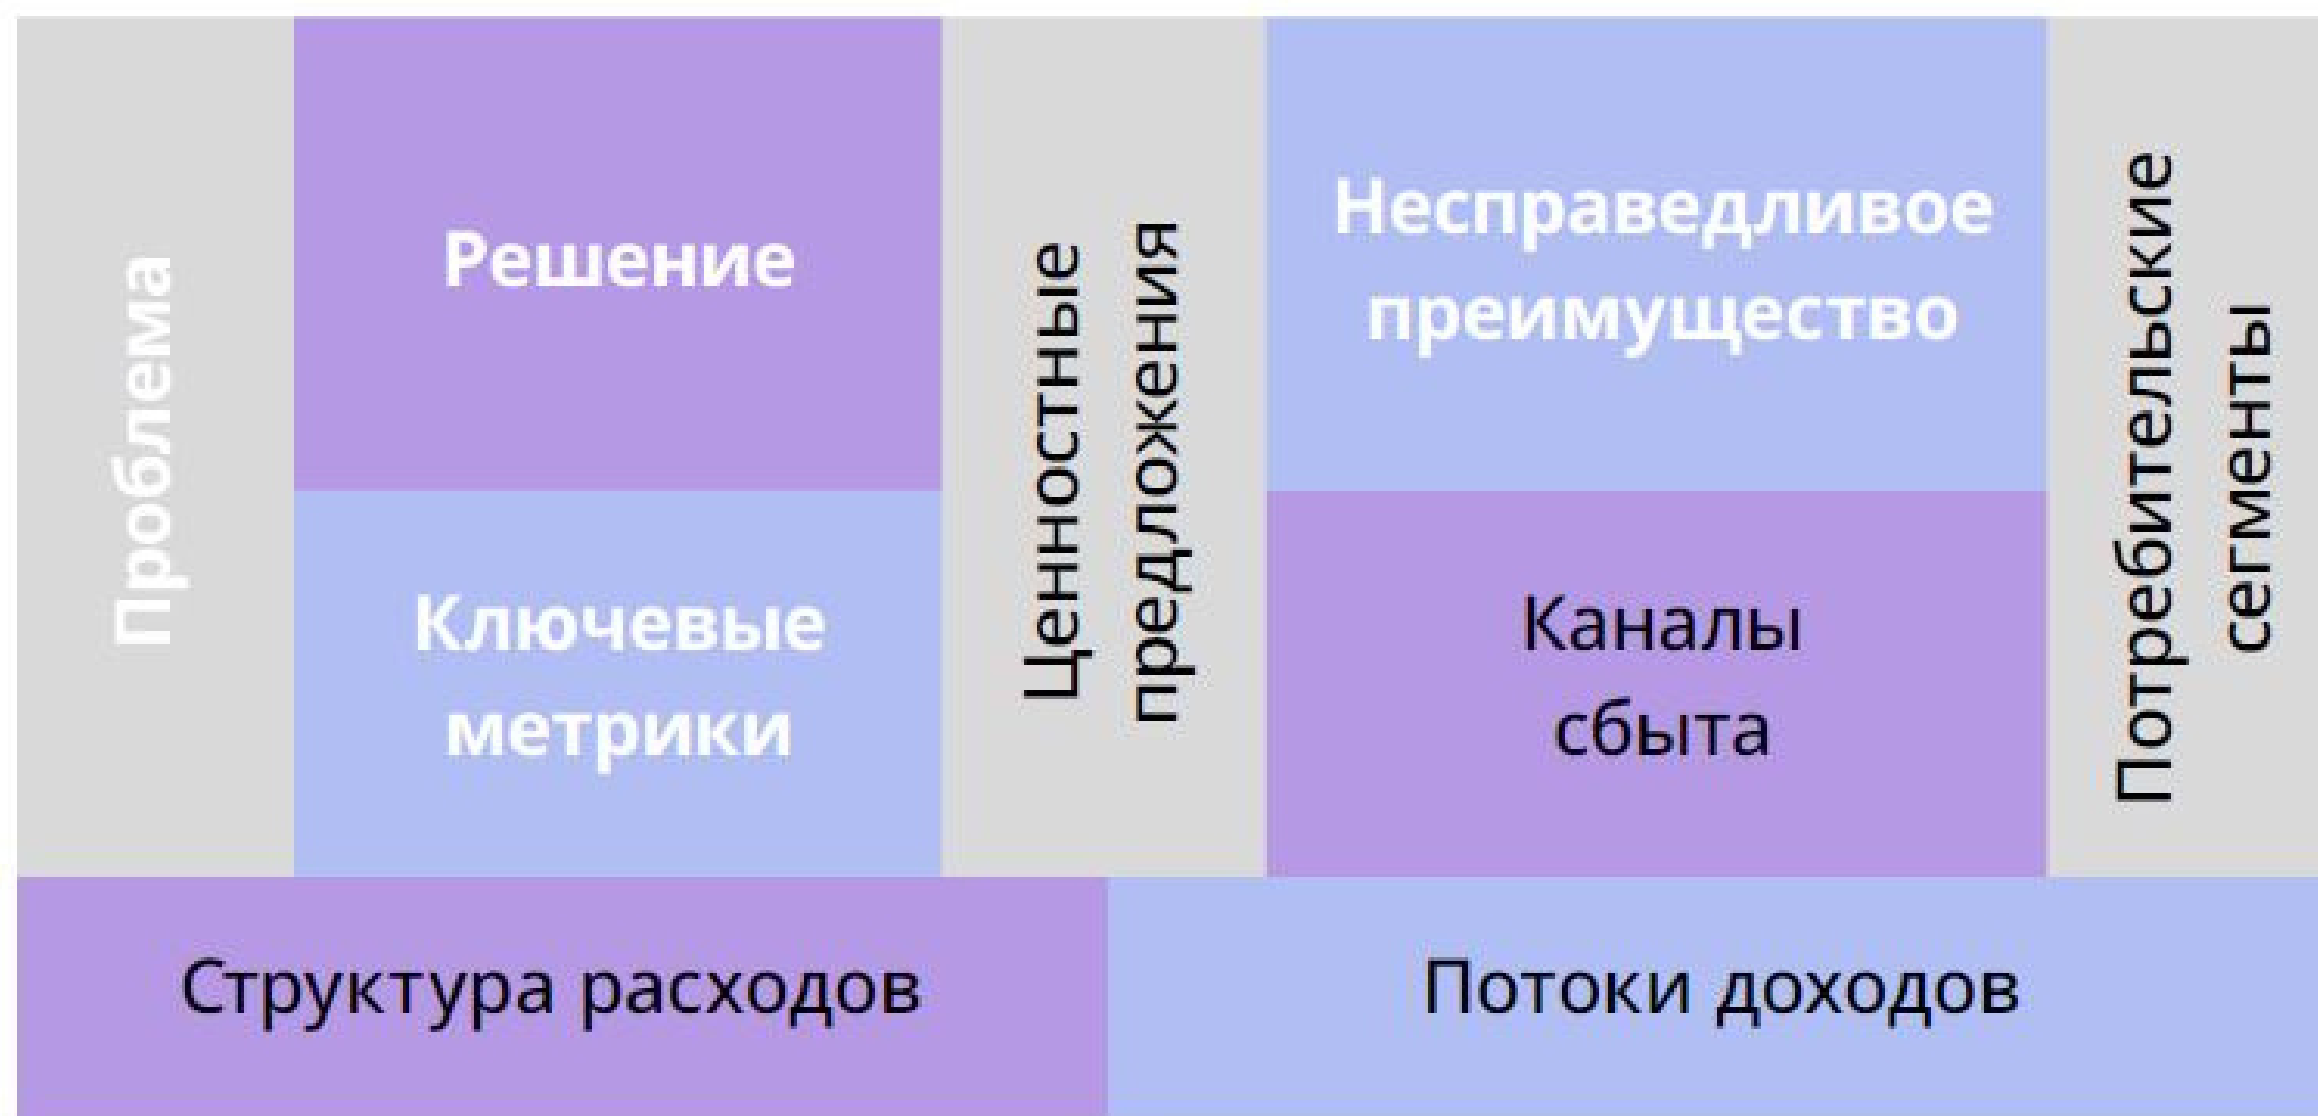 Проблема
Решение
Ключевые
метрики
Ценностные
предложения
Несправедливое
преимущество
Каналы
сбыта
Потребительские
сегменты
Структура расходов
Потоки доходов